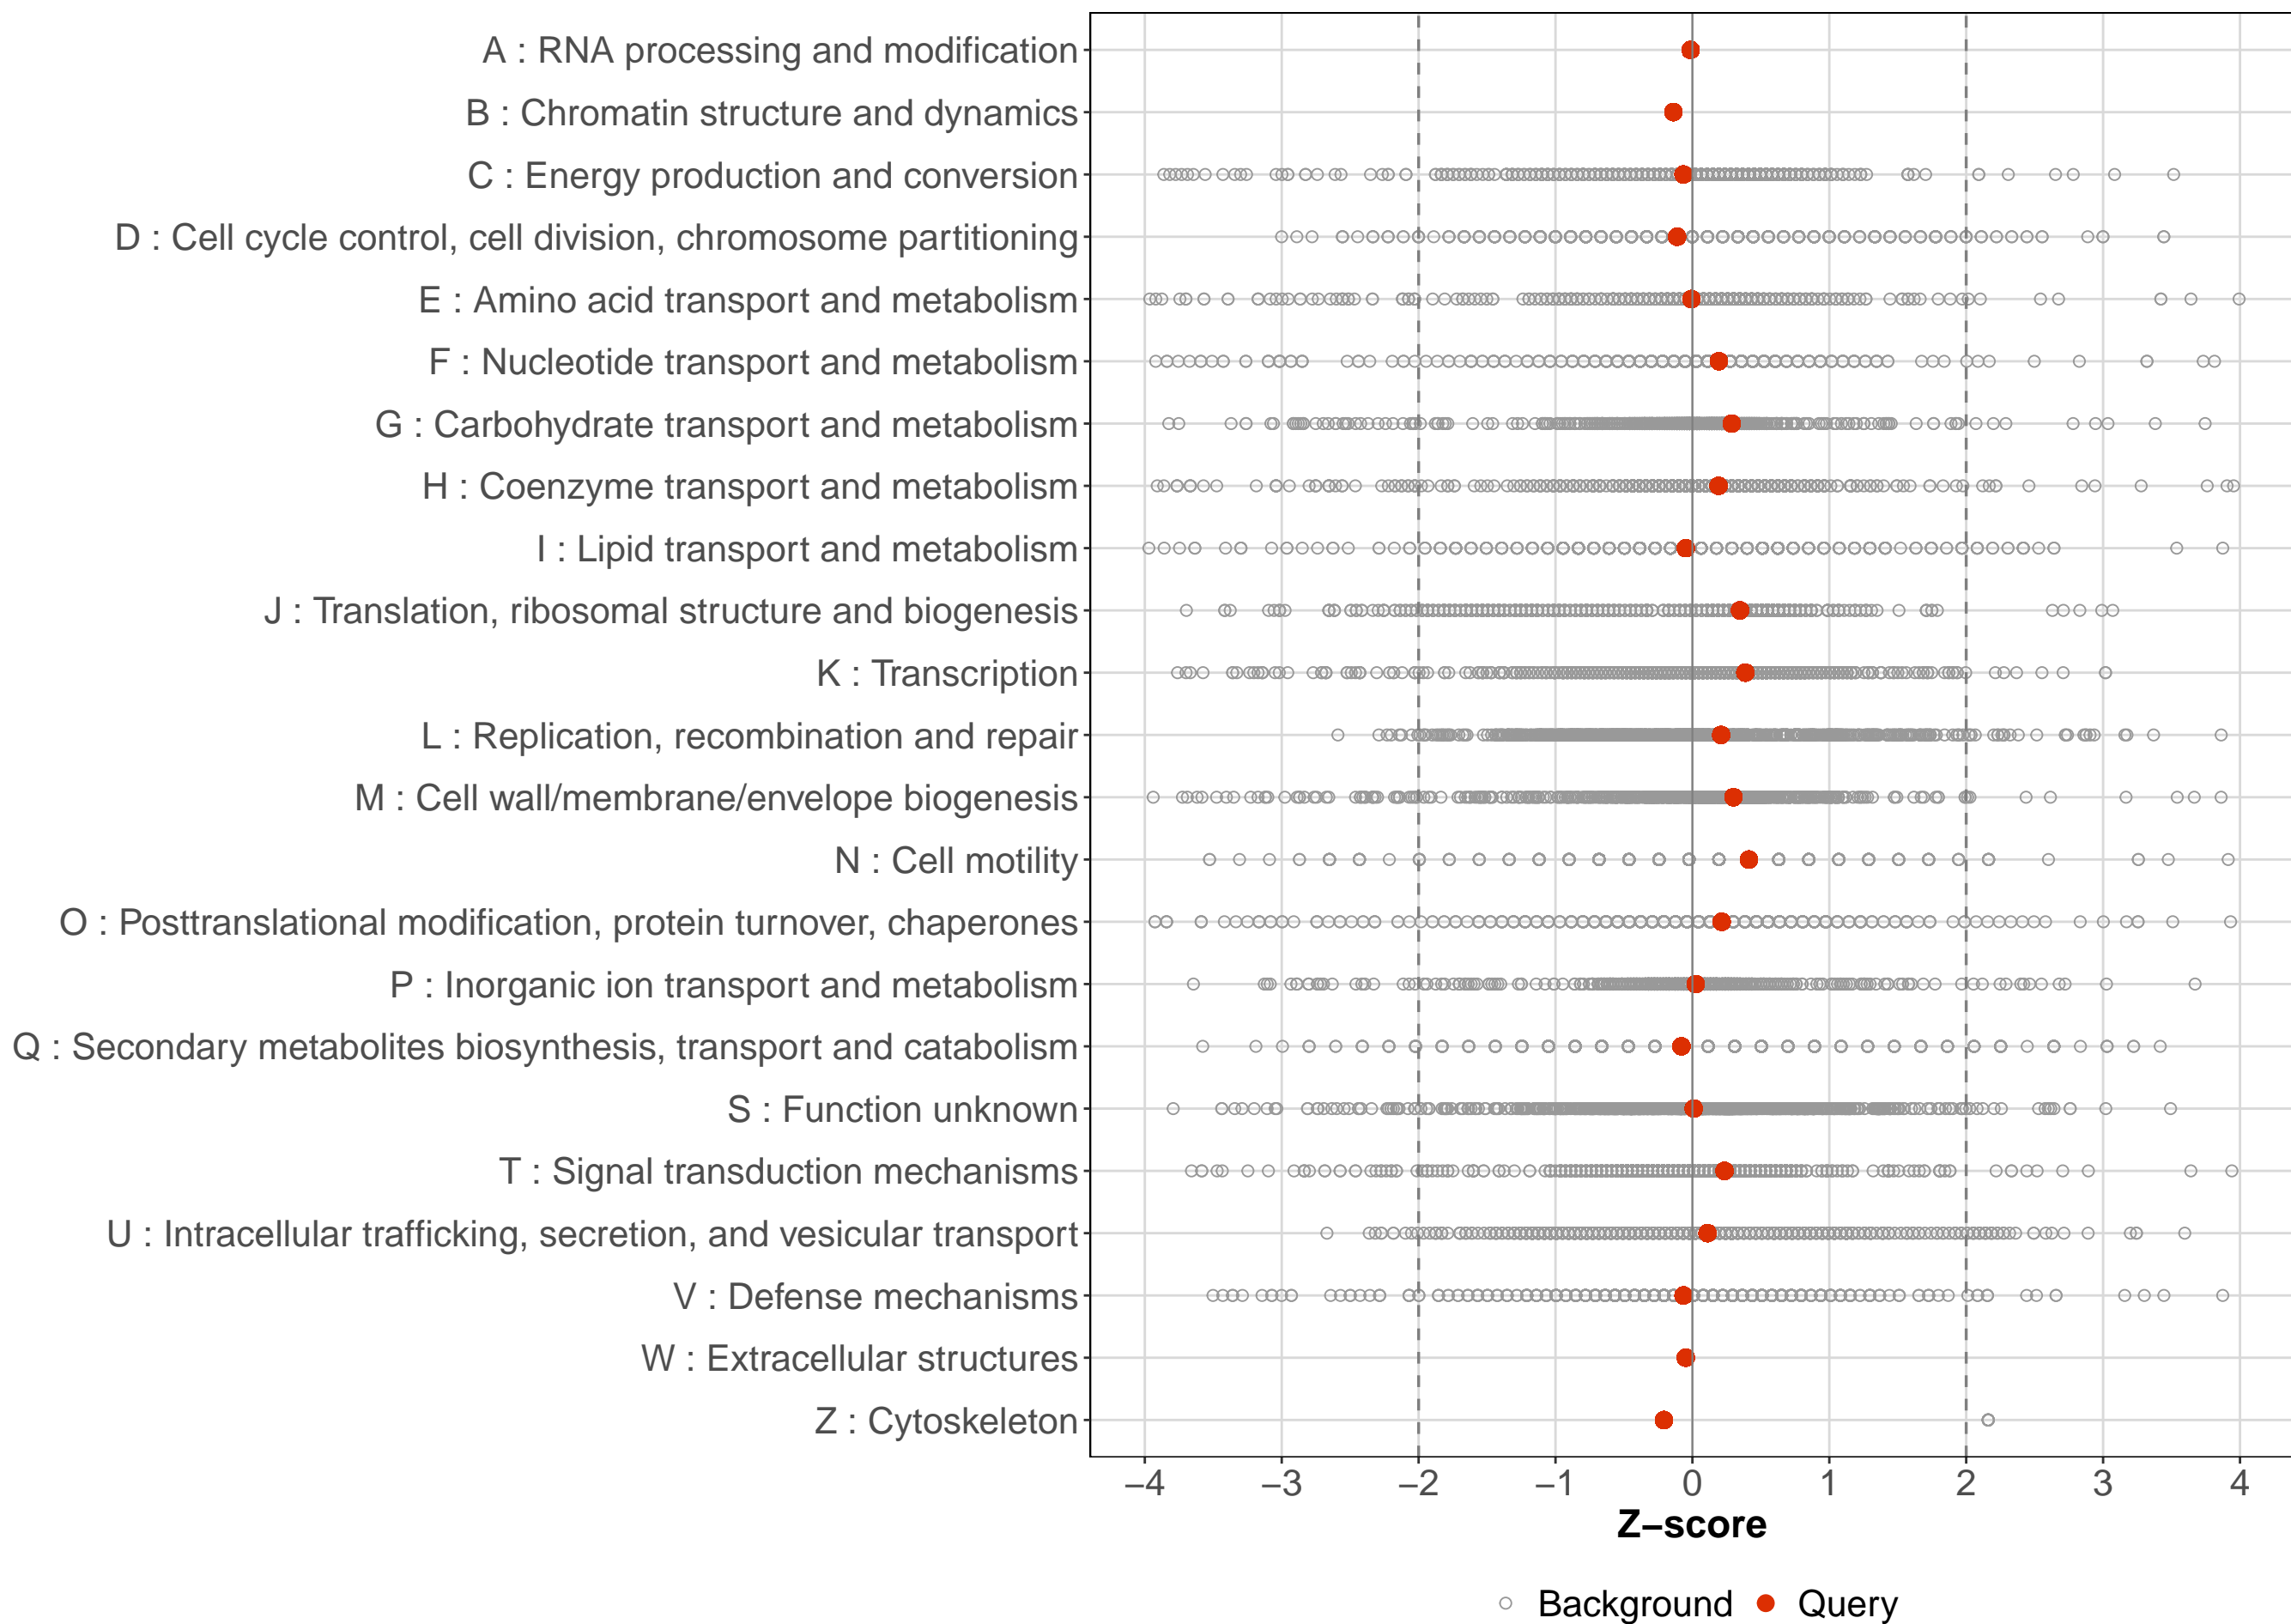 A : RNA processing and modification
B : Chromatin structure and dynamics
C : Energy production and conversion
D : Cell cycle control, cell division, chromosome partitioning
E : Amino acid transport and metabolism
F : Nucleotide transport and metabolism
G : Carbohydrate transport and metabolism
H : Coenzyme transport and metabolism
I : Lipid transport and metabolism
J : Translation, ribosomal structure and biogenesis
K : Transcription
L : Replication, recombination and repair
M : Cell wall/membrane/envelope biogenesis
N : Cell motility
O : Posttranslational modification, protein turnover, chaperones
P : Inorganic ion transport and metabolism
Q : Secondary metabolites biosynthesis, transport and catabolism
S : Function unknown
T : Signal transduction mechanisms
U : Intracellular trafficking, secretion, and vesicular transport
V : Defense mechanisms
W : Extracellular structures
Z : Cytoskeleton
−4 −3 −2 −1 0 1 2 3 4
Z−score
Background Query